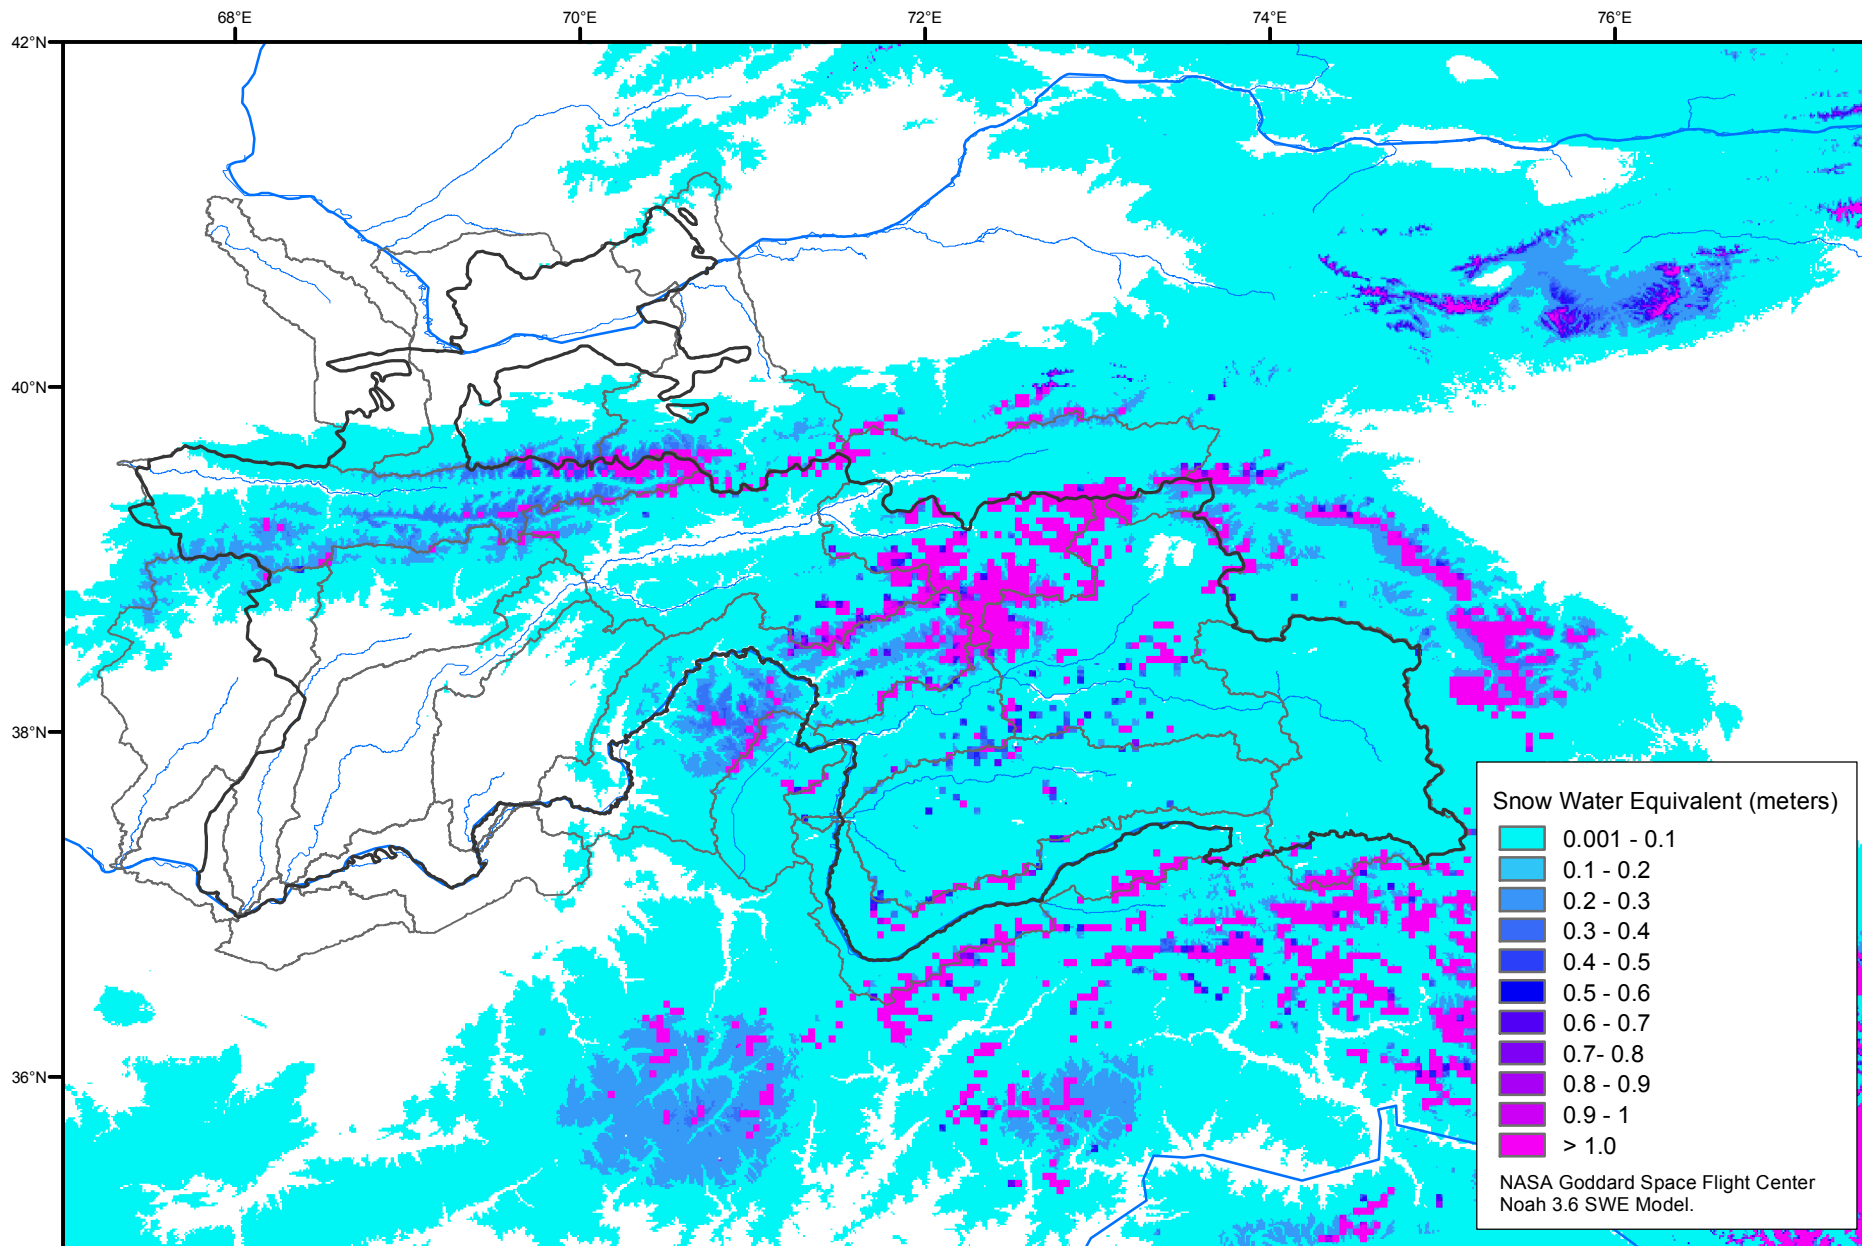 68°E 70°E 72°E 74°E 76°E
42°N
40°N
38°N
36°N
Snow Water Equivalent (meters)
0.001 - 0.1
0.1 - 0.2
0.2 - 0.3
0.3 - 0.4
0.4 - 0.5
0.5 - 0.6
0.6 - 0.7
0.7- 0.8
0.8 - 0.9
0.9 - 1
> 1.0
NASA Goddard Space Flight Center
Noah 3.6 SWE Model.